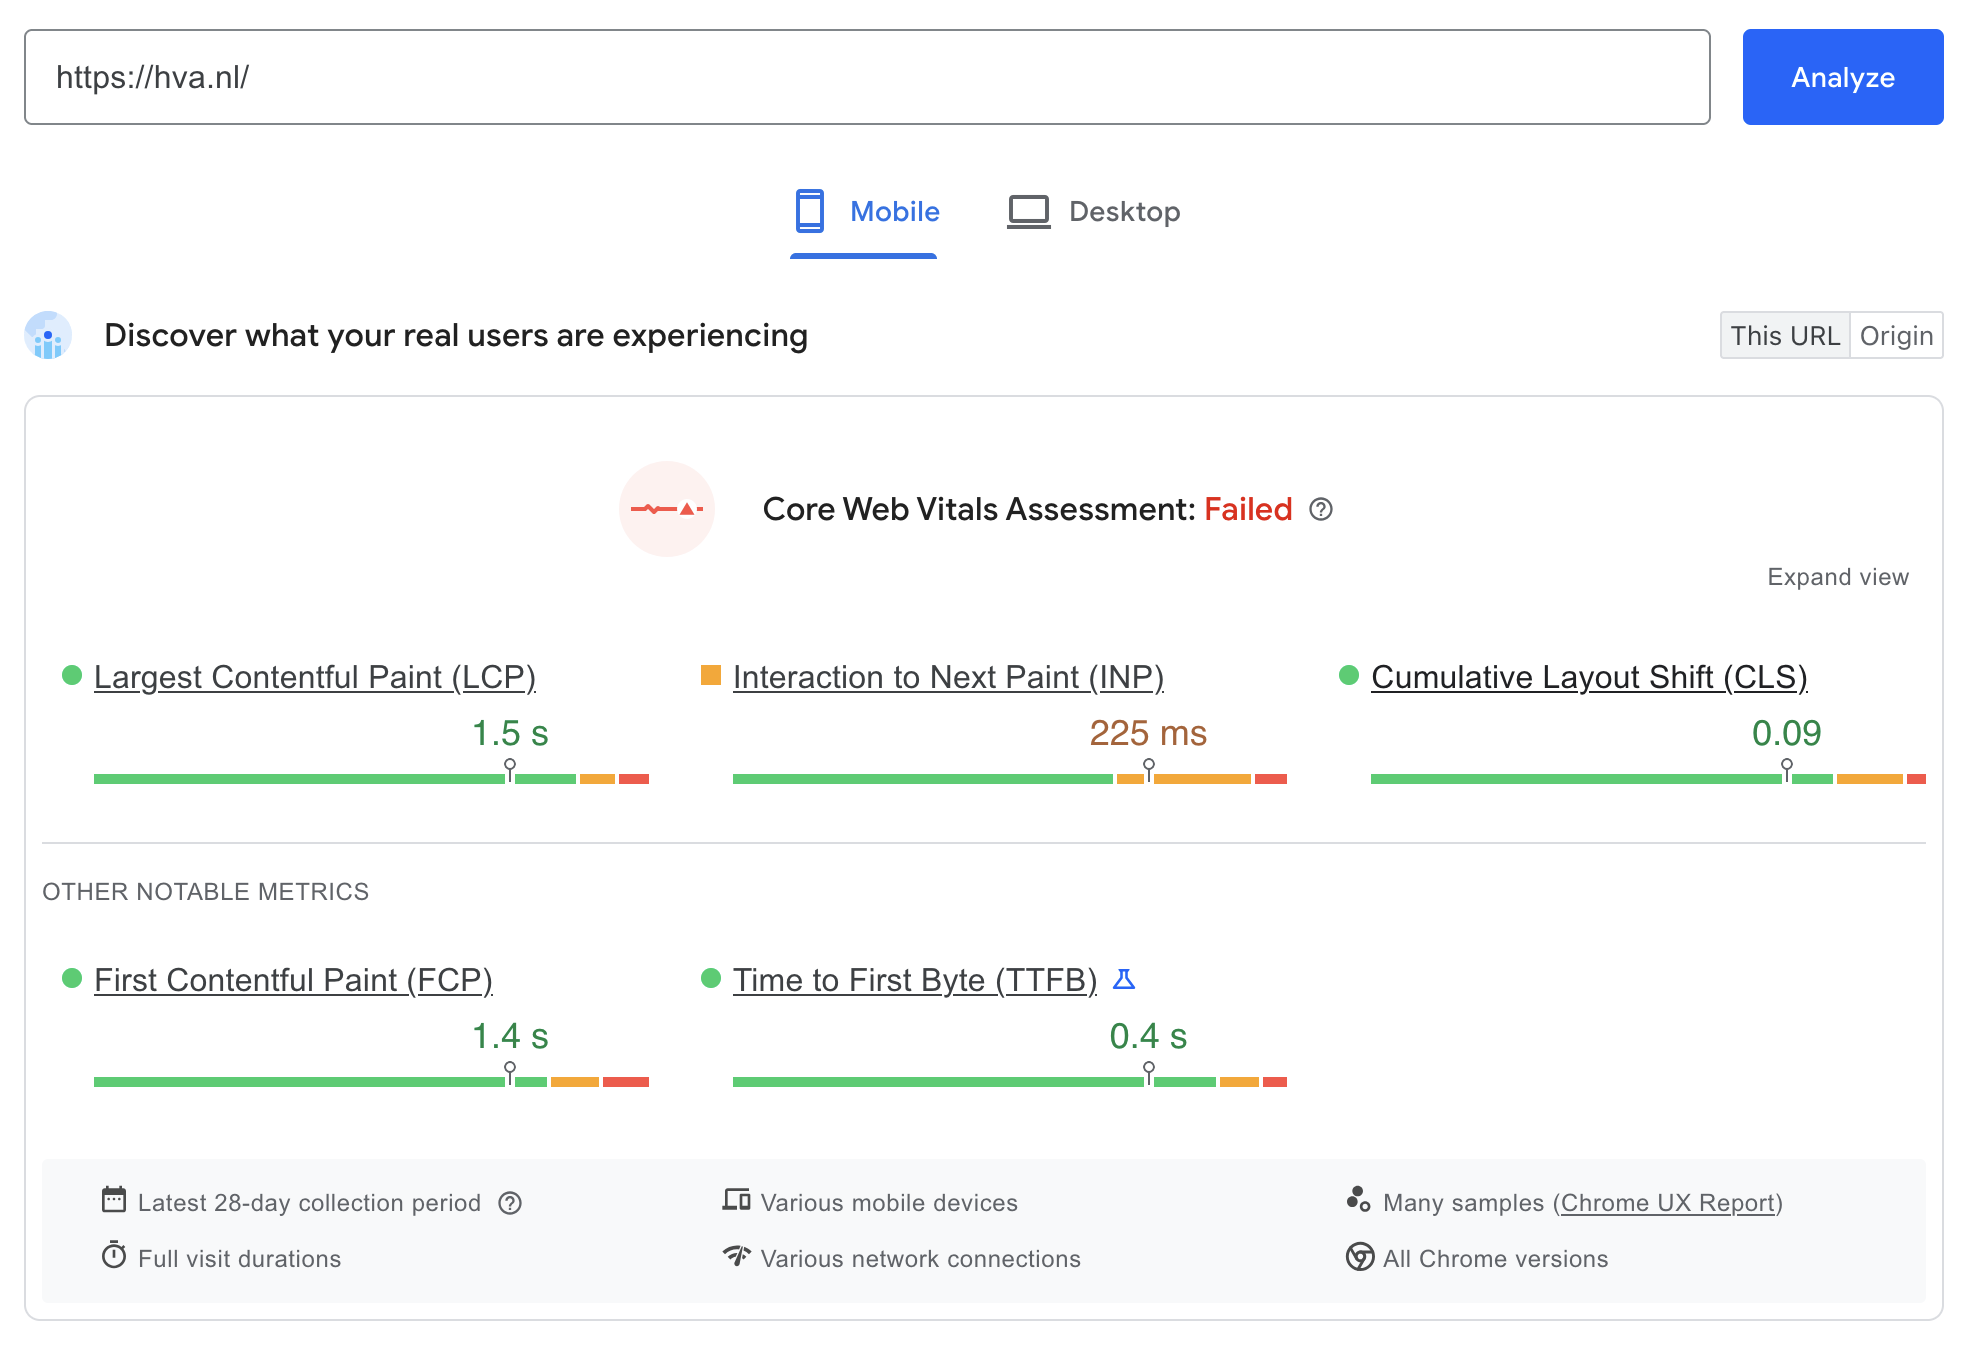 https://hva.nl/
Analyze
Mobile
Desktop
Discover what your real users are experiencing
This URL
Origin
Core Web Vitals Assessment: Failed
Expand view
Largest Contentful Paint (LCP)
1.5 s
Interaction to Next Paint (INP)
225 ms
Cumulative Layout Shift (CLS)
0.09
OTHER NOTABLE METRICS
First Contentful Paint (FCP)
1.4 s
Time to First Byte (TTFB)
0.4 s
Latest 28-day collection period
Various mobile devices
Many samples (Chrome UX Report)
Full visit durations
Various network connections
All Chrome versions